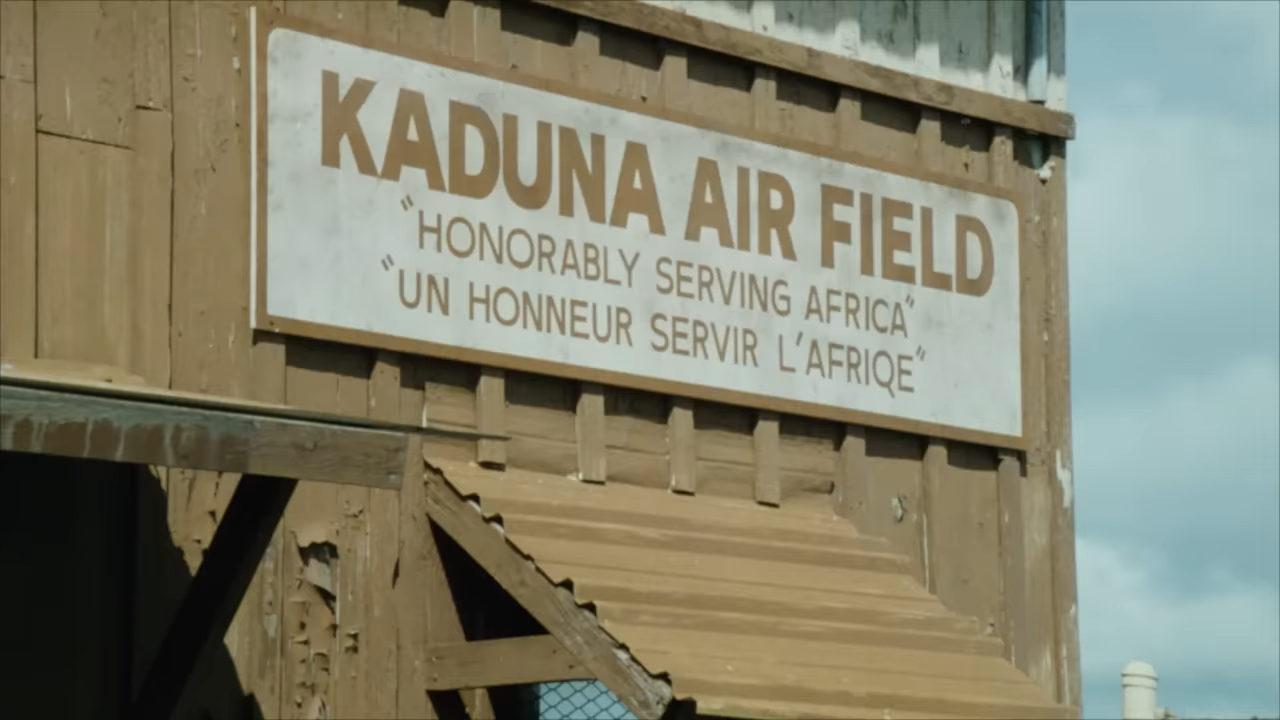 KADUNA AIR FIELD
"HONORABLY SERVING AFRICA"
"UN HONNEUR SERVIR L'AFRIQE"